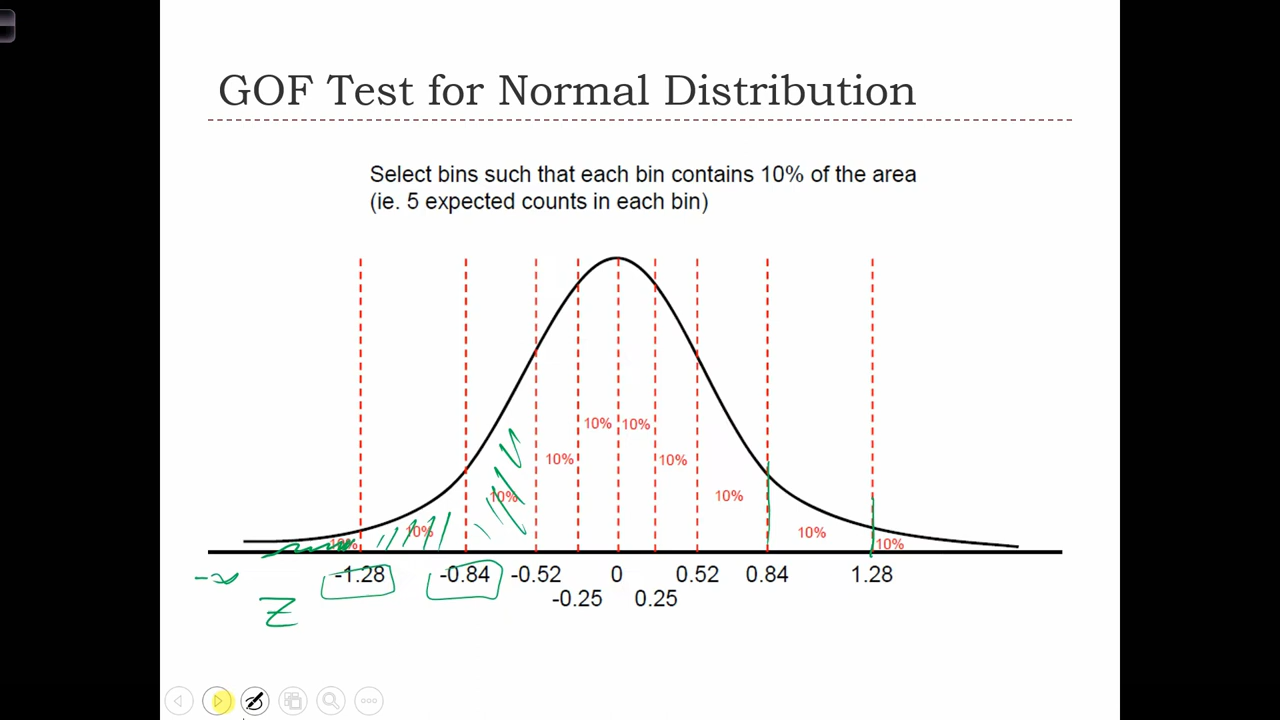 GOF Test for Normal Distribution
Select bins such that each bin contains 10% of the area
(ie. 5 expected counts in each bin)
10% 10%
10% 10%
10% 10%
10% 10%
10% 10%
-1.28 -0.84 -0.52 0 0.52 0.84 1.28
-∞
-0.25 0.25
Z